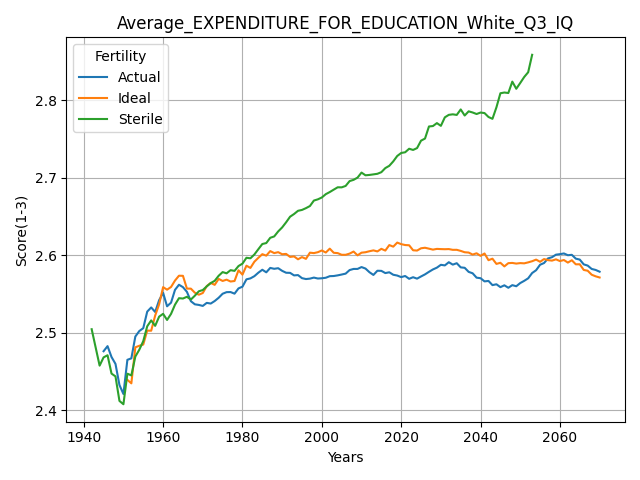 Average_EXPENDITURE_FOR_EDUCATION_White_Q3_IQ
Fertility
Actual
Ideal
Sterile
Score(1-3)
2.8
2.7
2.6
2.5
2.4
1940 1960 1980 2000 2020 2040 2060
Years